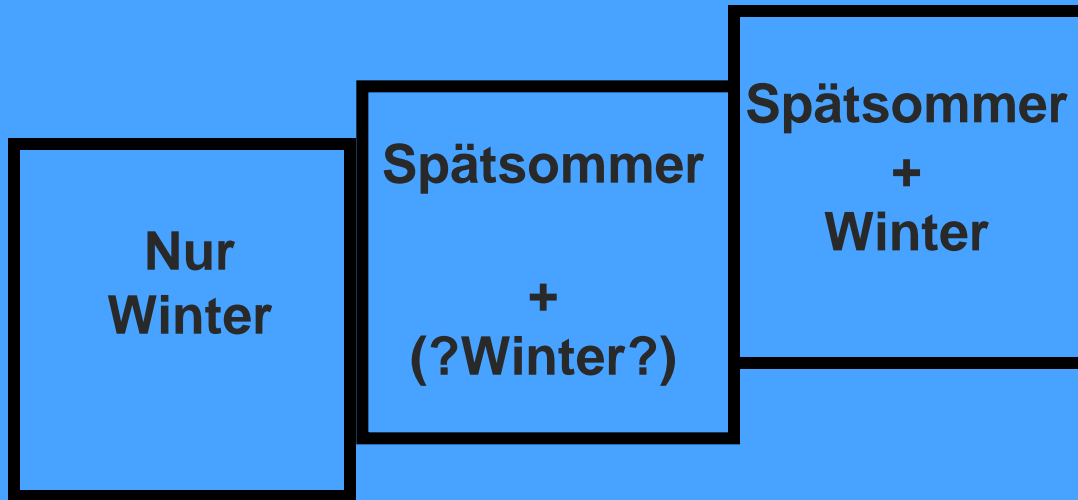 Nur
Winter
Spätsommer
+
(?Winter?)
Spätsommer
+
Winter